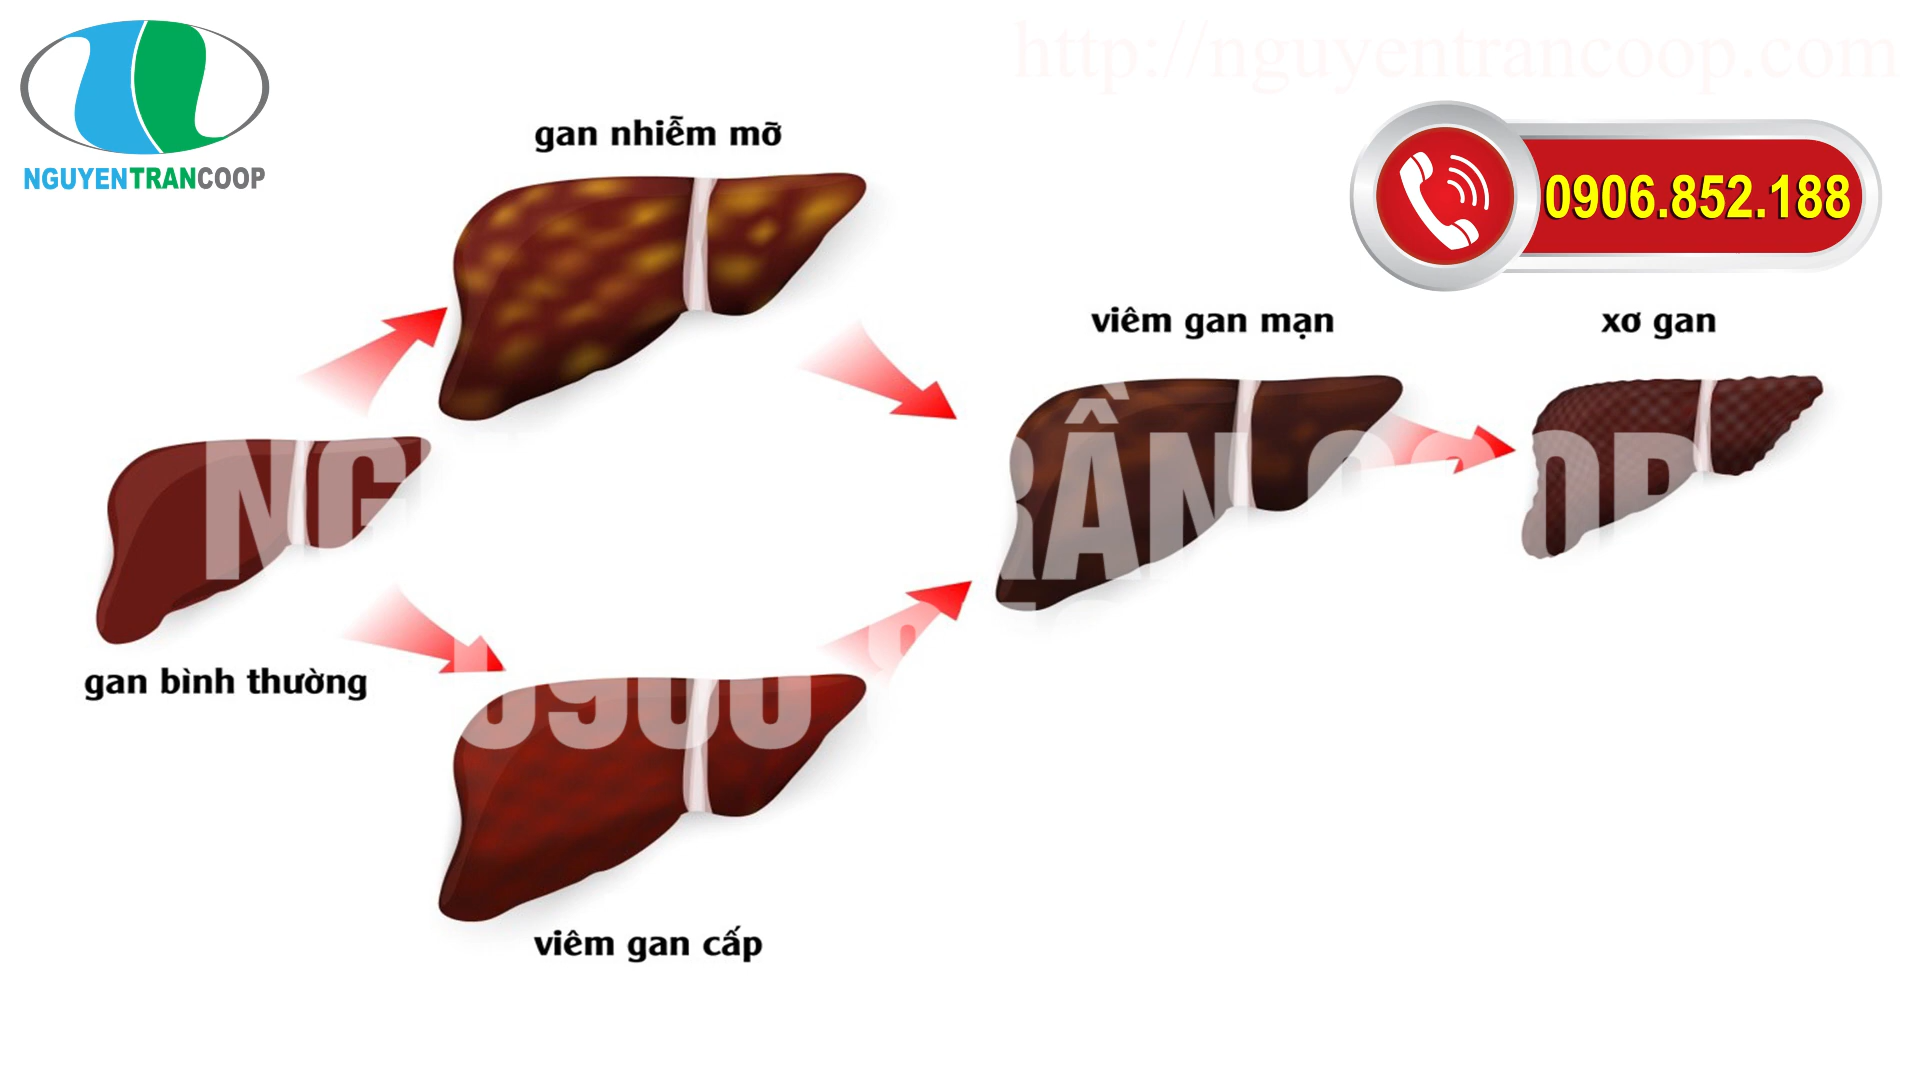 http://nguyentrancoop.com
NGUYENTRANCOOP
gan nhiễm mỡ
0906.852.188
viêm gan mạn
xơ gan
gan bình thường
viêm gan cấp